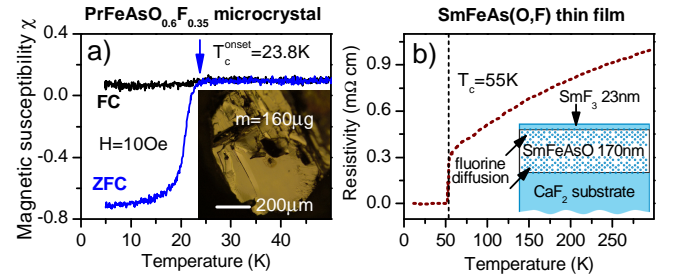 PrFeAsO0.6F0.35 microcrystal
a)
Tc onset=23.8K
FC
H=10Oe
ZFC
m=160μg
200μm
Magnetic susceptibility χ
0.4
0.0
-0.4
-0.8
0 10 20 30 40
Temperature (K)
SmFeAs(O,F) thin film
b)
Tc=55K
SmF3 23nm
SmFeAsO 170nm
fluorine
diffusion
CaF2 substrate
Resistivity (mΩ cm)
0.9
0.6
0.3
0.0
0 50 100 150 200 250
Temperature (K)